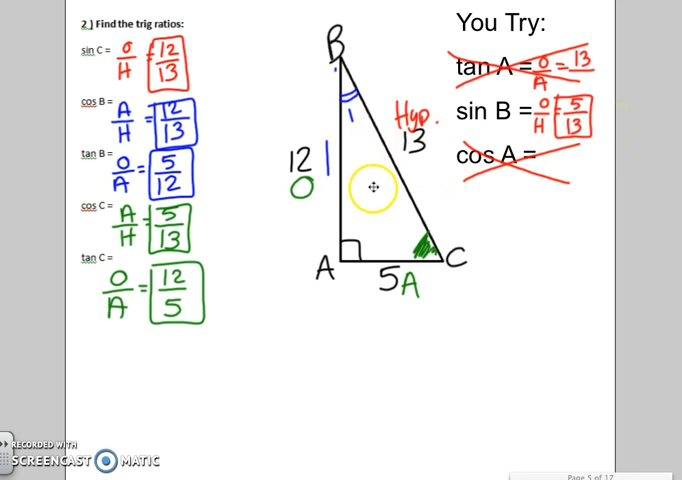 2 ) Find the trig ratios:
sin C = O/H = 12/13
cos B = A/H = 12/13
tan B = O/A = 5/12
cos C = A/H = 5/13
tan C = O/A = 12/5
B
Hyp.
13
12
O
A
5A
C
You Try:
tan A = O/A = 13
sin B = O/H = 5/13
cos A =
RECORDED WITH
SCREENCAST MATIC
Page 5 of 17